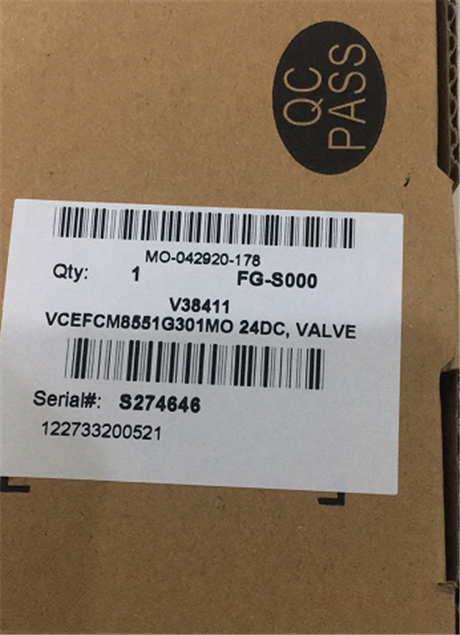 QC
PASS
MO-042920-178
Qty: 1 FG-S000
V38411
VCEFCM8551G301MO 24DC, VALVE
Serial#: S274646
122733200521